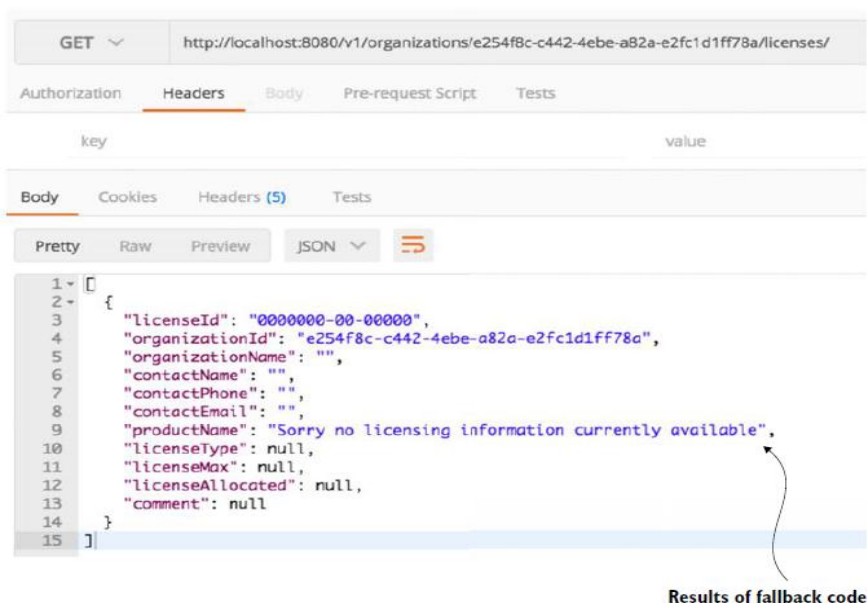 GET http://localhost:8080/v1/organizations/e254f8c-c442-4ebe-a82a-e2fc1d1ff78a/licenses/
Authorization Headers Body Pre-request Script Tests
key value
Body Cookies Headers (5) Tests
Pretty Raw Preview JSON
1 [
2 {
3 "licenseId": "0000000-00-00000",
4 "organizationId": "e254f8c-c442-4ebe-a82a-e2fc1d1ff78a",
5 "organizationName": "",
6 "contactName": "",
7 "contactPhone": "",
8 "contactEmail": "",
9 "productName": "Sorry no licensing information currently available",
10 "licenseType": null,
11 "licenseMax": null,
12 "licenseAllocated": null,
13 "comment": null
14 }
15 ]
Results of fallback code